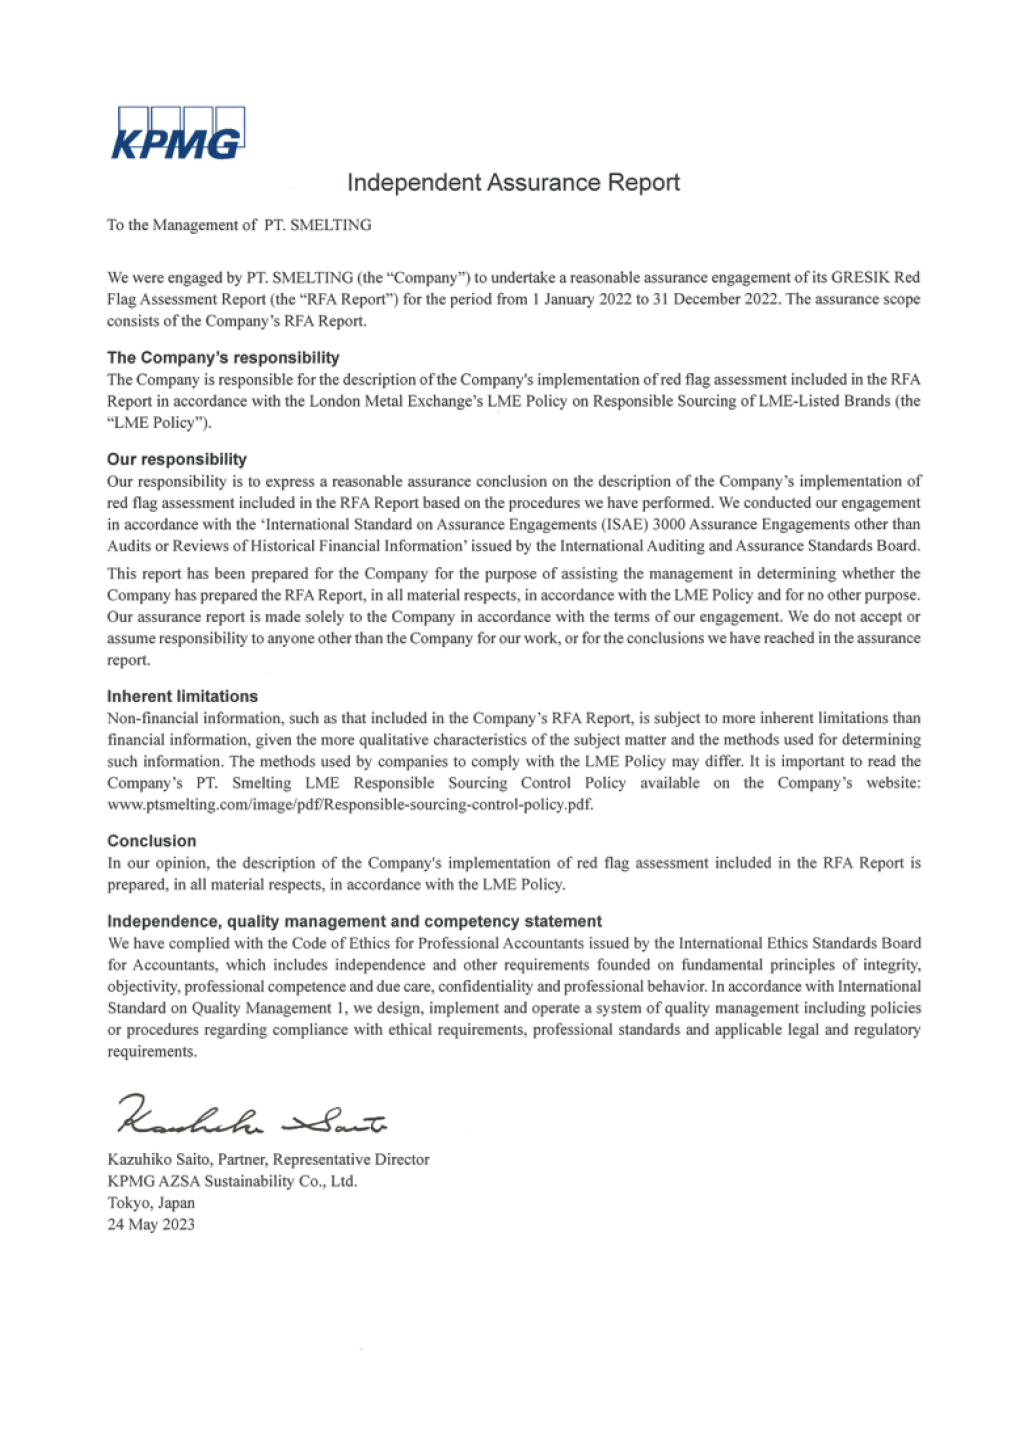 KPMG
Independent Assurance Report
To the Management of PT. SMELTING
We were engaged by PT. SMELTING (the “Company”) to undertake a reasonable assurance engagement of its GRESIK Red
Flag Assessment Report (the “RFA Report”) for the period from 1 January 2022 to 31 December 2022. The assurance scope
consists of the Company’s RFA Report.
The Company’s responsibility
The Company is responsible for the description of the Company's implementation of red flag assessment included in the RFA
Report in accordance with the London Metal Exchange’s LME Policy on Responsible Sourcing of LME-Listed Brands (the
“LME Policy”).
Our responsibility
Our responsibility is to express a reasonable assurance conclusion on the description of the Company’s implementation of
red flag assessment included in the RFA Report based on the procedures we have performed. We conducted our engagement
in accordance with the ‘International Standard on Assurance Engagements (ISAE) 3000 Assurance Engagements other than
Audits or Reviews of Historical Financial Information’ issued by the International Auditing and Assurance Standards Board.
This report has been prepared for the Company for the purpose of assisting the management in determining whether the
Company has prepared the RFA Report, in all material respects, in accordance with the LME Policy and for no other purpose.
Our assurance report is made solely to the Company in accordance with the terms of our engagement. We do not accept or
assume responsibility to anyone other than the Company for our work, or for the conclusions we have reached in the assurance
report.
Inherent limitations
Non-financial information, such as that included in the Company’s RFA Report, is subject to more inherent limitations than
financial information, given the more qualitative characteristics of the subject matter and the methods used for determining
such information. The methods used by companies to comply with the LME Policy may differ. It is important to read the
Company’s PT. Smelting LME Responsible Sourcing Control Policy available on the Company’s website:
www.ptsmelting.com/image/pdf/Responsible-sourcing-control-policy.pdf.
Conclusion
In our opinion, the description of the Company's implementation of red flag assessment included in the RFA Report is
prepared, in all material respects, in accordance with the LME Policy.
Independence, quality management and competency statement
We have complied with the Code of Ethics for Professional Accountants issued by the International Ethics Standards Board
for Accountants, which includes independence and other requirements founded on fundamental principles of integrity,
objectivity, professional competence and due care, confidentiality and professional behavior. In accordance with International
Standard on Quality Management 1, we design, implement and operate a system of quality management including policies
or procedures regarding compliance with ethical requirements, professional standards and applicable legal and regulatory
requirements.
Kazuhiko Saito
Kazuhiko Saito, Partner, Representative Director
KPMG AZSA Sustainability Co., Ltd.
Tokyo, Japan
24 May 2023